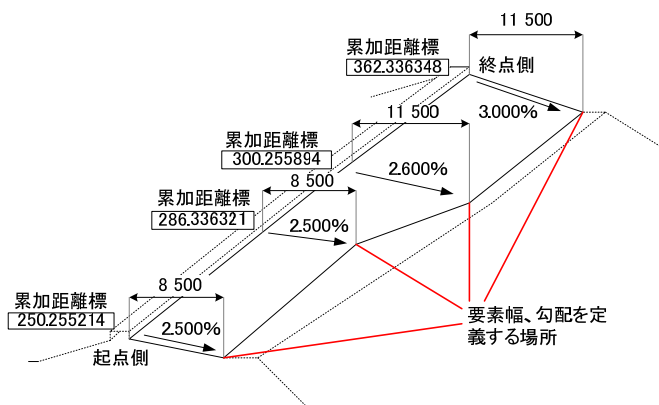 11 500
累加距離標
362.336348
終点側
3.000%
11 500
累加距離標
300.255894
2.600%
8 500
累加距離標
286.336321
2.500%
8 500
累加距離標
250.255214
2.500%
起点側
要素幅、勾配を定
義する場所